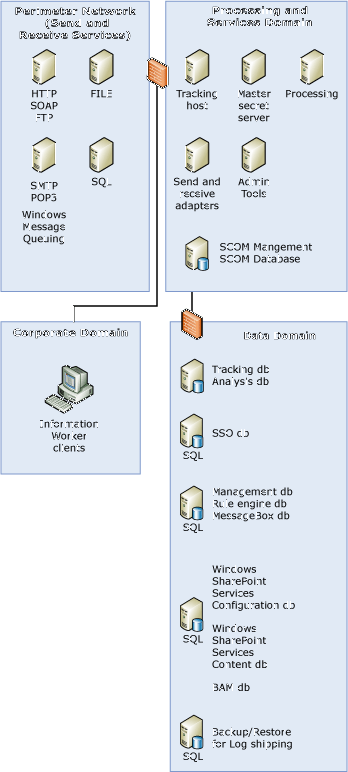 Perimeter Network
(Send and
Receive Services)
HTTP
SOAP
FTP
FILE
SMTP
POP3
Windows
Message
Queuing
SQL
Processing and
Services Domain
Tracking
host
Master
secret
server
Processing
Send and
receive
adapters
Admin
Tools
SCOM Mangement
SCOM Database
Corporate Domain
Information
Worker
clients
Data Domain
Tracking db
Analysis db
SSO db
SQL
Management db
Rule engine db
MessageBox db
SQL
Windows
SharePoint
Services
Configuration db
SQL
Windows
SharePoint
Services
Content db
BAM db
Backup/Restore
for Log shipping
SQL